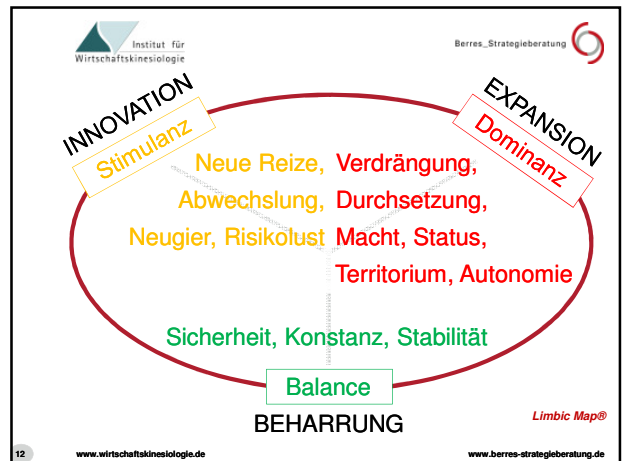 Institut für
Wirtschaftskinesiologie
Berres_Strategieberatung
INNOVATION
Stimulanz
EXPANSION
Dominanz
Neue Reize,
Abwechslung,
Neugier, Risikolust
Verdrängung,
Durchsetzung,
Macht, Status,
Territorium, Autonomie
Sicherheit, Konstanz, Stabilität
Balance
BEHARRUNG
Limbic Map®
12
www.wirtschaftskinesiologie.de
www.berres-strategieberatung.de